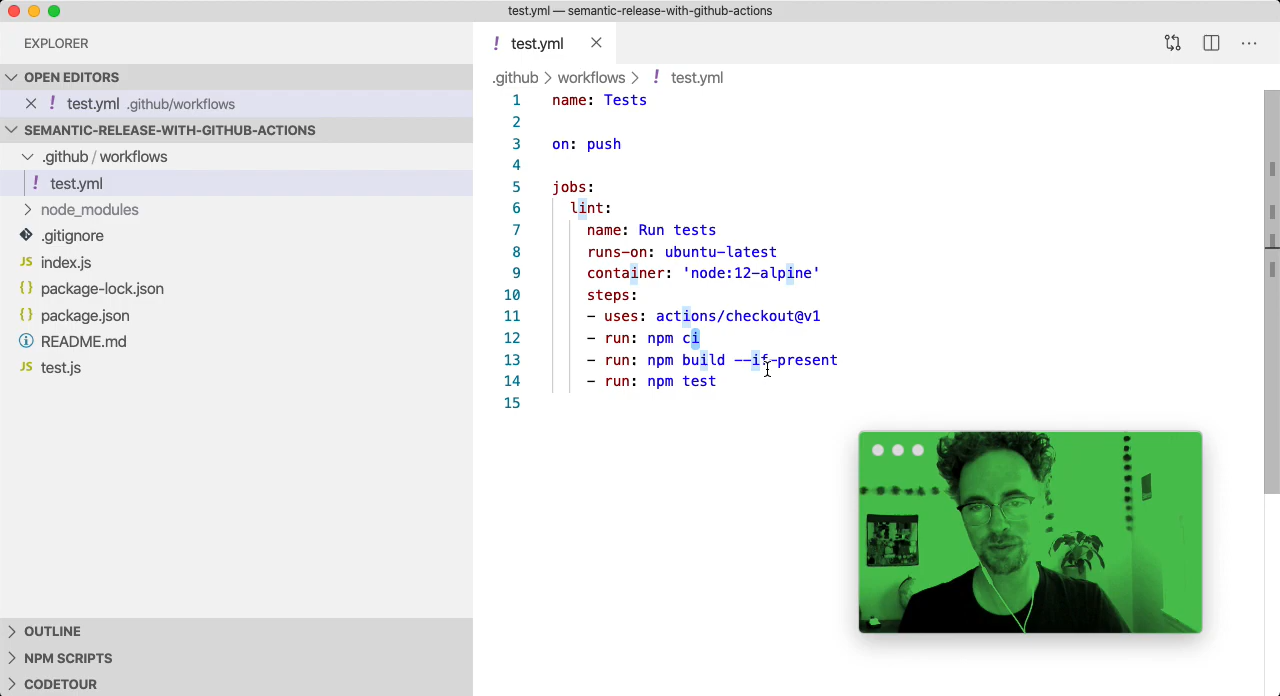 test.yml — semantic-release-with-github-actions
EXPLORER
OPEN EDITORS
! test.yml .github/workflows
SEMANTIC-RELEASE-WITH-GITHUB-ACTIONS
.github / workflows
! test.yml
node_modules
.gitignore
JS index.js
{} package-lock.json
{} package.json
README.md
JS test.js
OUTLINE
NPM SCRIPTS
CODETOUR
! test.yml
.github > workflows > ! test.yml
1 name: Tests
2
3 on: push
4
5 jobs:
6 lint:
7 name: Run tests
8 runs-on: ubuntu-latest
9 container: 'node:12-alpine'
10 steps:
11 - uses: actions/checkout@v1
12 - run: npm ci
13 - run: npm build --if-present
14 - run: npm test
15